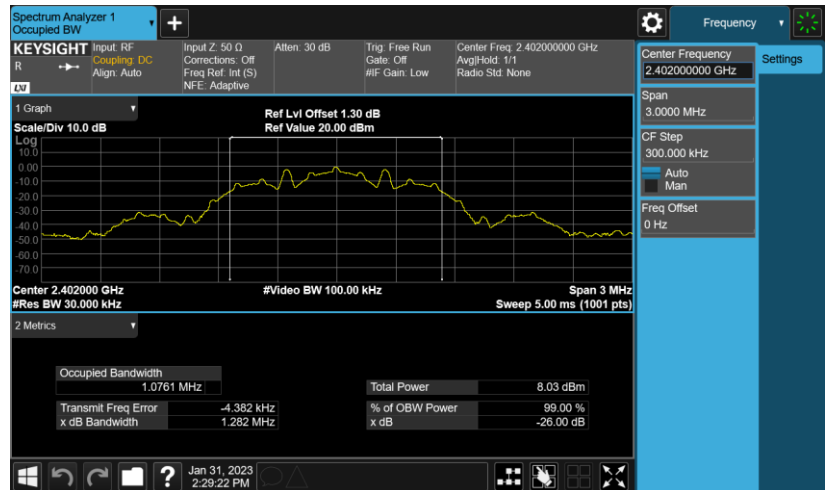 Spectrum Analyzer 1
Occupied BW
+
Frequency
KEYSIGHT
R
LXI
Input: RF
Coupling: DC
Align: Auto
Input Z: 50 Ω
Corrections: Off
Freq Ref: Int (S)
NFE: Adaptive
Atten: 30 dB
Trig: Free Run
Gate: Off
#IF Gain: Low
Center Freq: 2.402000000 GHz
Avg|Hold: 1/1
Radio Std: None
Center Frequency
2.402000000 GHz
Settings
Span
3.0000 MHz
CF Step
300.000 kHz
Auto
Man
Freq Offset
0 Hz
1 Graph
Scale/Div 10.0 dB
Ref Lvl Offset 1.30 dB
Ref Value 20.00 dBm
Log
10.0
0.00
-10.0
-20.0
-30.0
-40.0
-50.0
-60.0
-70.0
Center 2.402000 GHz
#Res BW 30.000 kHz
#Video BW 100.00 kHz
Span 3 MHz
Sweep 5.00 ms (1001 pts)
2 Metrics
Occupied Bandwidth
1.0761 MHz
Total Power 8.03 dBm
Transmit Freq Error -4.382 kHz
% of OBW Power 99.00 %
x dB Bandwidth 1.282 MHz
x dB -26.00 dB
?
Jan 31, 2023
2:29:22 PM